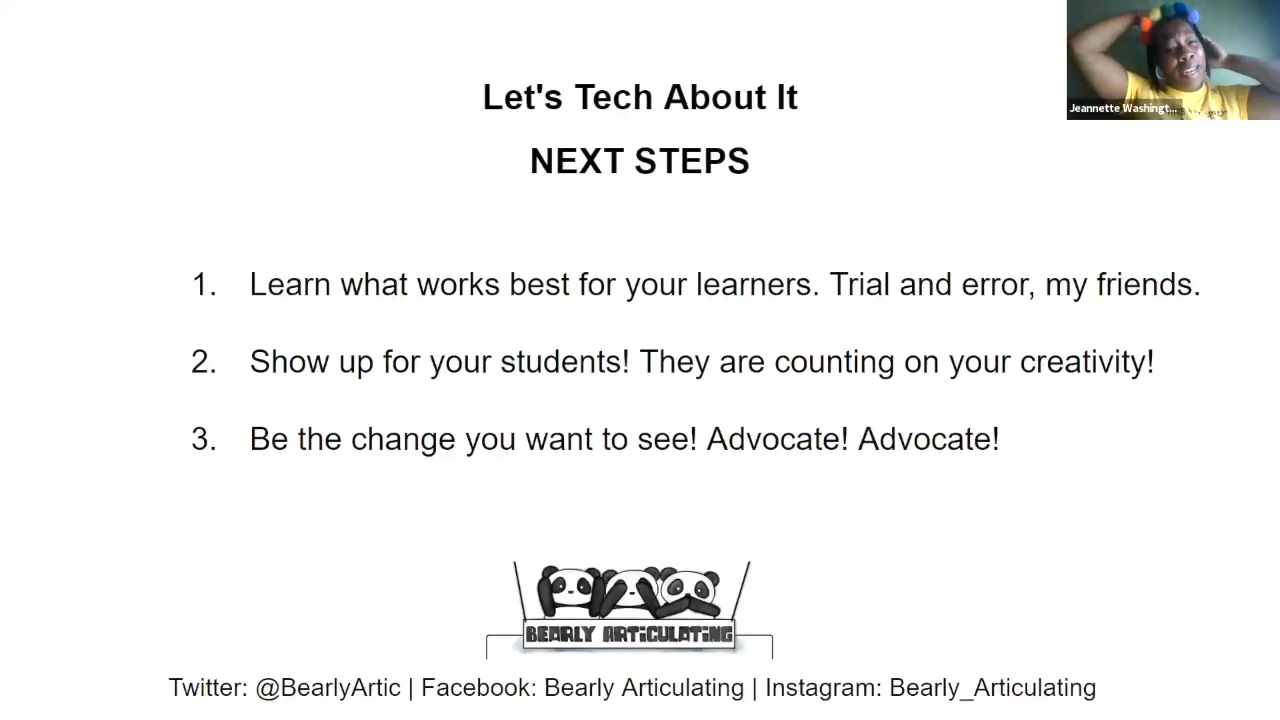 Let's Tech About It
Jeannette Washingt...
NEXT STEPS
1. Learn what works best for your learners. Trial and error, my friends.
2. Show up for your students! They are counting on your creativity!
3. Be the change you want to see! Advocate! Advocate!
BEARLY ARTICULATING
Twitter: @BearlyArtic | Facebook: Bearly Articulating | Instagram: Bearly_Articulating